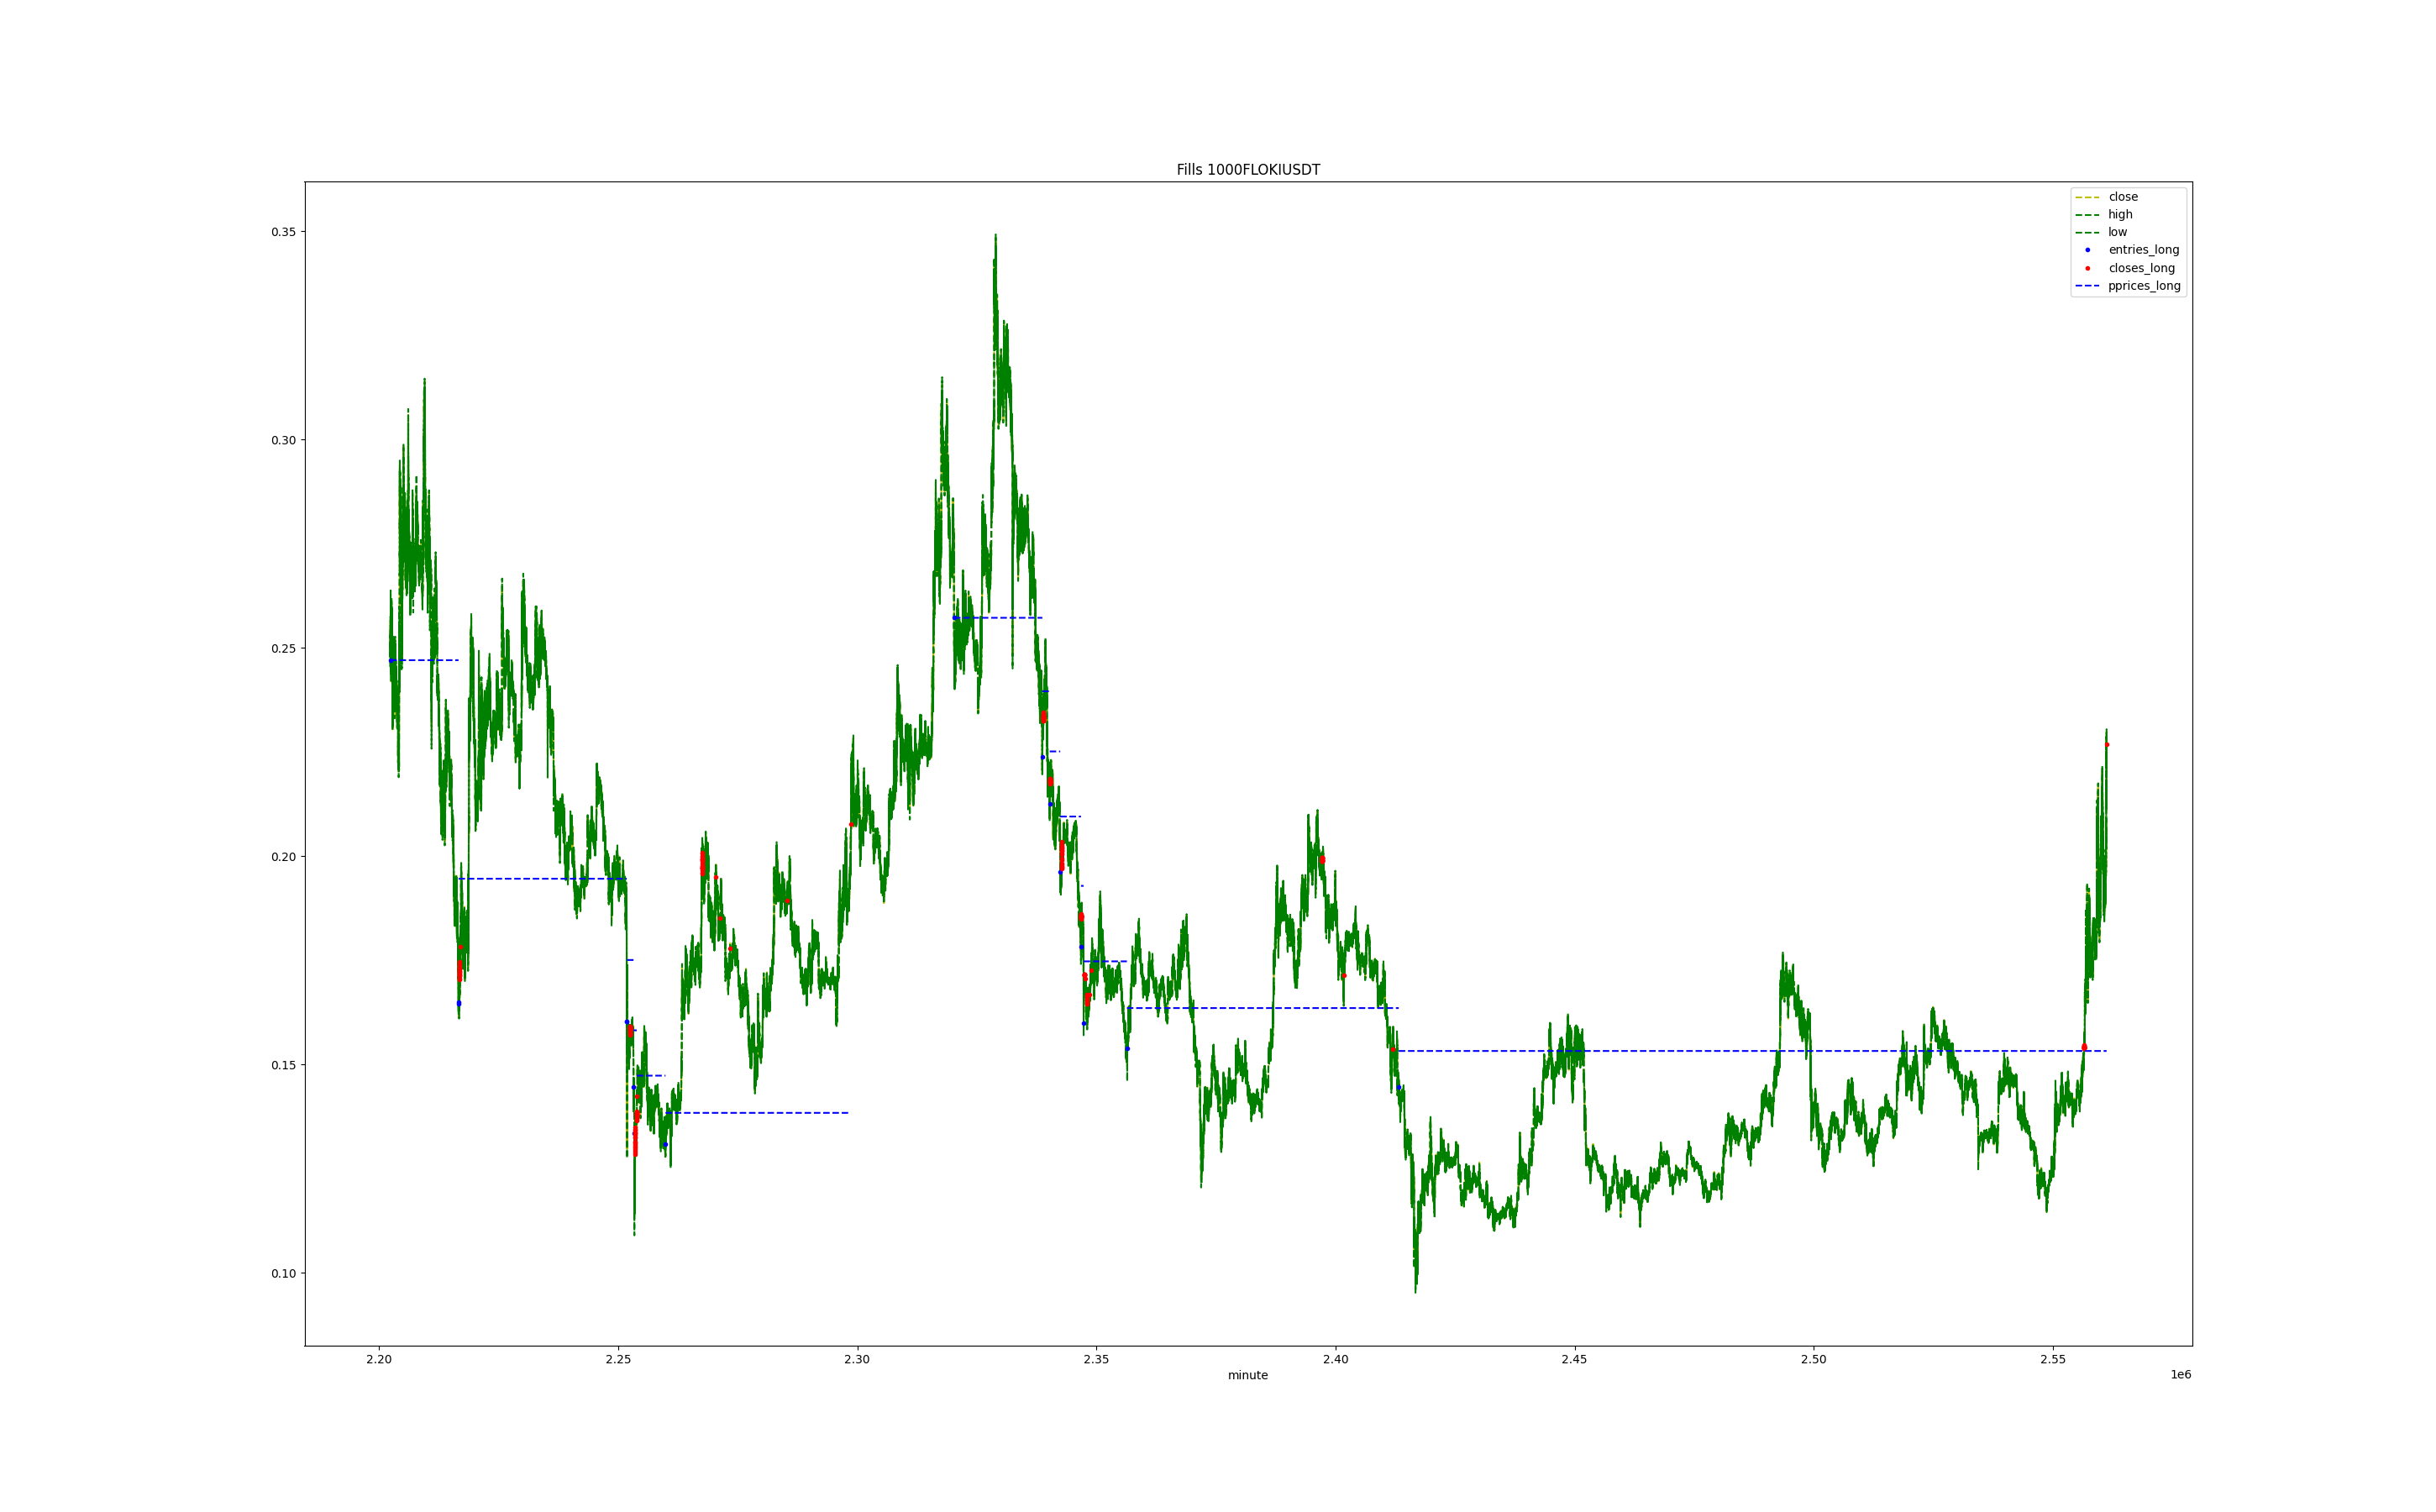 Fills 1000FLOKIUSDT
close
high
low
entries_long
closes_long
pprices_long
0.35
0.30
0.25
0.20
0.15
0.10
2.20 2.25 2.30 2.35 2.40 2.45 2.50 2.55
minute
1e6